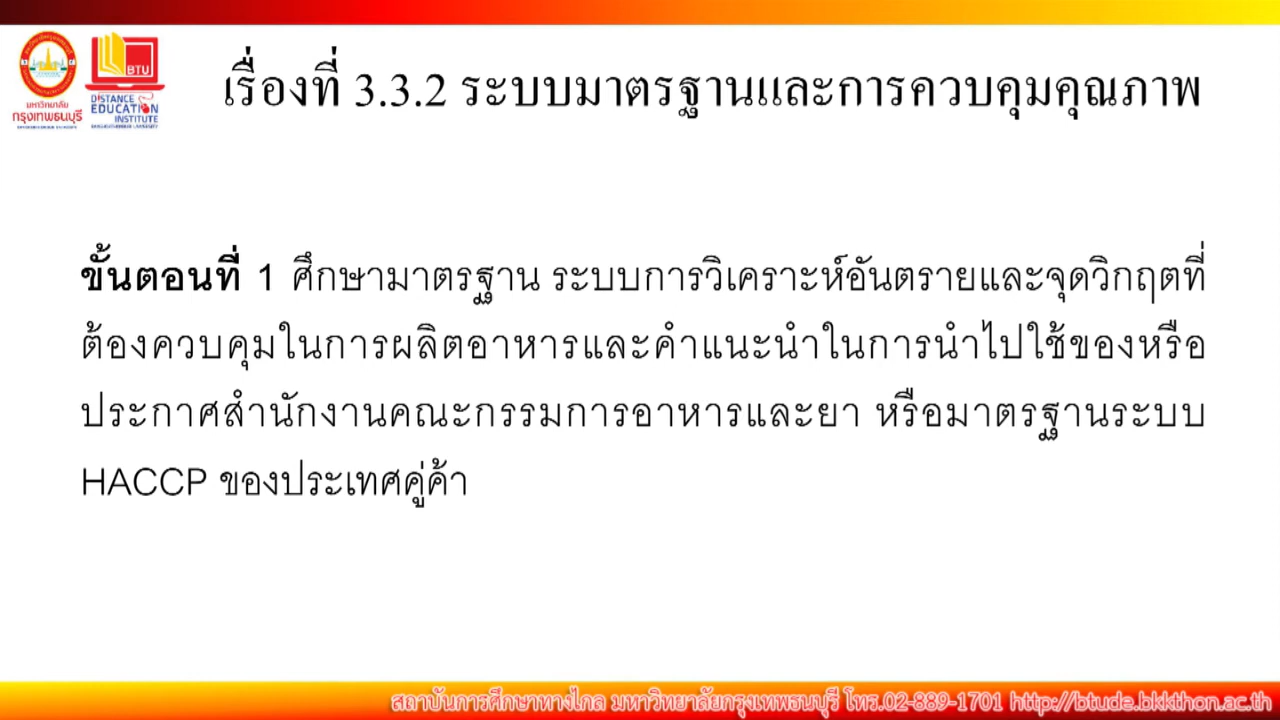 เรื่องที่ 3.3.2 ระบบมาตรฐานและการควบคุมคุณภาพ
มหาวิทยาลัย
กรุงเทพธนบุรี
BTU
DISTANCE
EDUCATION
INSTITUTE
ขั้นตอนที่ 1 ศึกษามาตรฐาน ระบบการวิเคราะห์อันตรายและจุดวิกฤตที่
ต้องควบคุมในการผลิตอาหารและคำแนะนำในการนำไปใช้ของหรือ
ประกาศสำนักงานคณะกรรมการอาหารและยา หรือมาตรฐานระบบ
HACCP ของประเทศคู่ค้า
สถาบันการศึกษาทางไกล มหาวิทยาลัยกรุงเทพธนบุรี โทร.02-889-1701 http://btude.bkkthon.ac.th